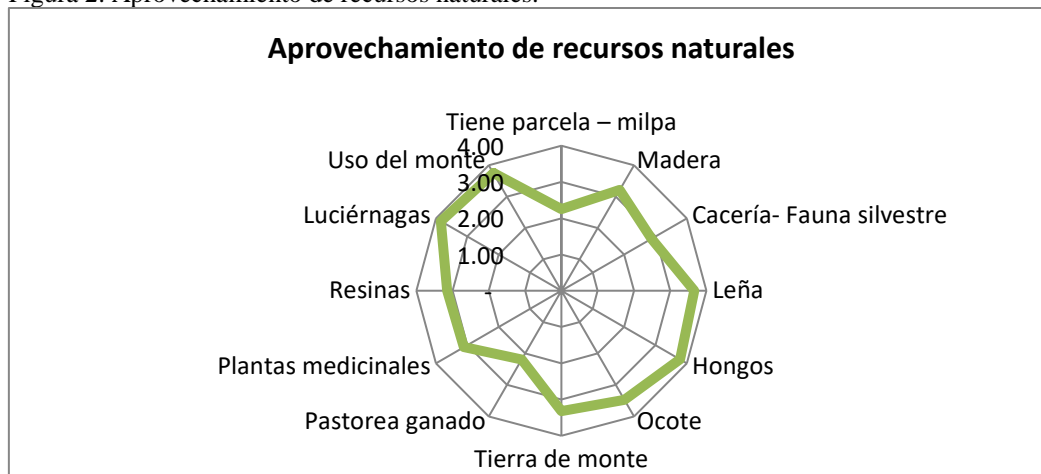 Figura 2. Aprovechamiento de recursos naturales.
Aprovechamiento de recursos naturales
Tiene parcela – milpa
4.00
Uso del monte
Madera
3.00
Luciérnagas
2.00
Cacería- Fauna silvestre
1.00
Resinas
-
Leña
Plantas medicinales
Hongos
Pastorea ganado
Ocote
Tierra de monte